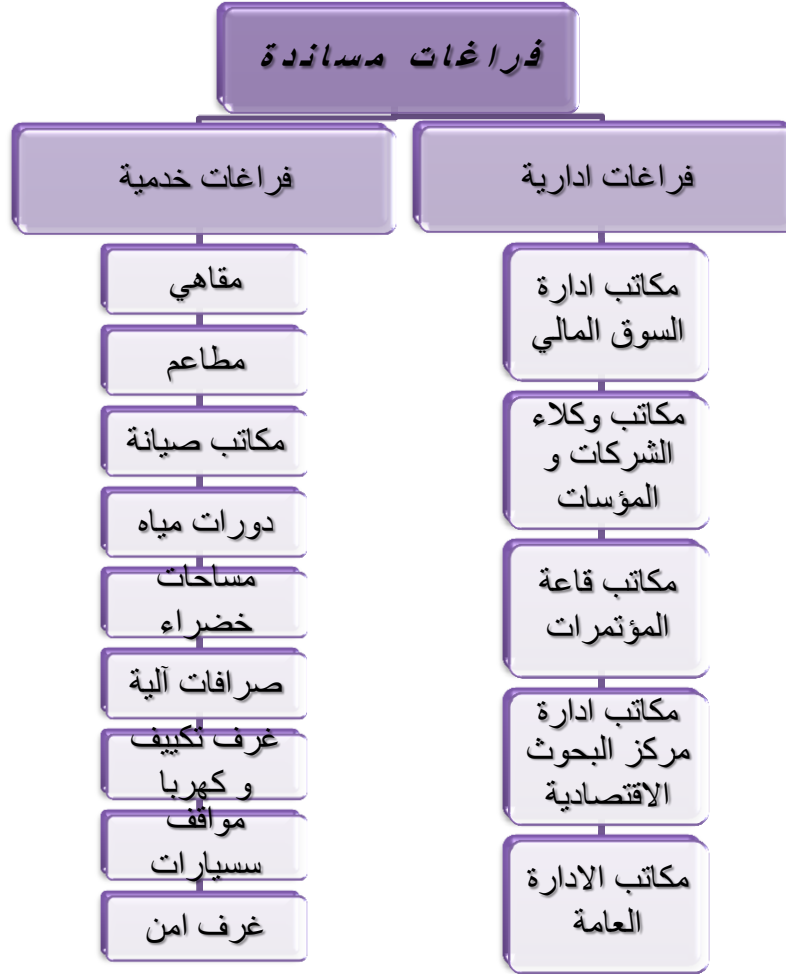 فراغات مساندة
فراغات ادارية
مكاتب ادارة
السوق المالي
مكاتب وكلاء
الشركات و
المؤسات
مكاتب قاعة
المؤتمرات
مكاتب ادارة
مركز البحوث
الاقتصادية
مكاتب الادارة
العامة
فراغات خدمية
مقاهي
مطاعم
مكاتب صيانة
دورات مياه
مساحات
خضراء
صرافات آلية
غرف تكييف
و كهربا
مواقف
سسيارات
غرف امن